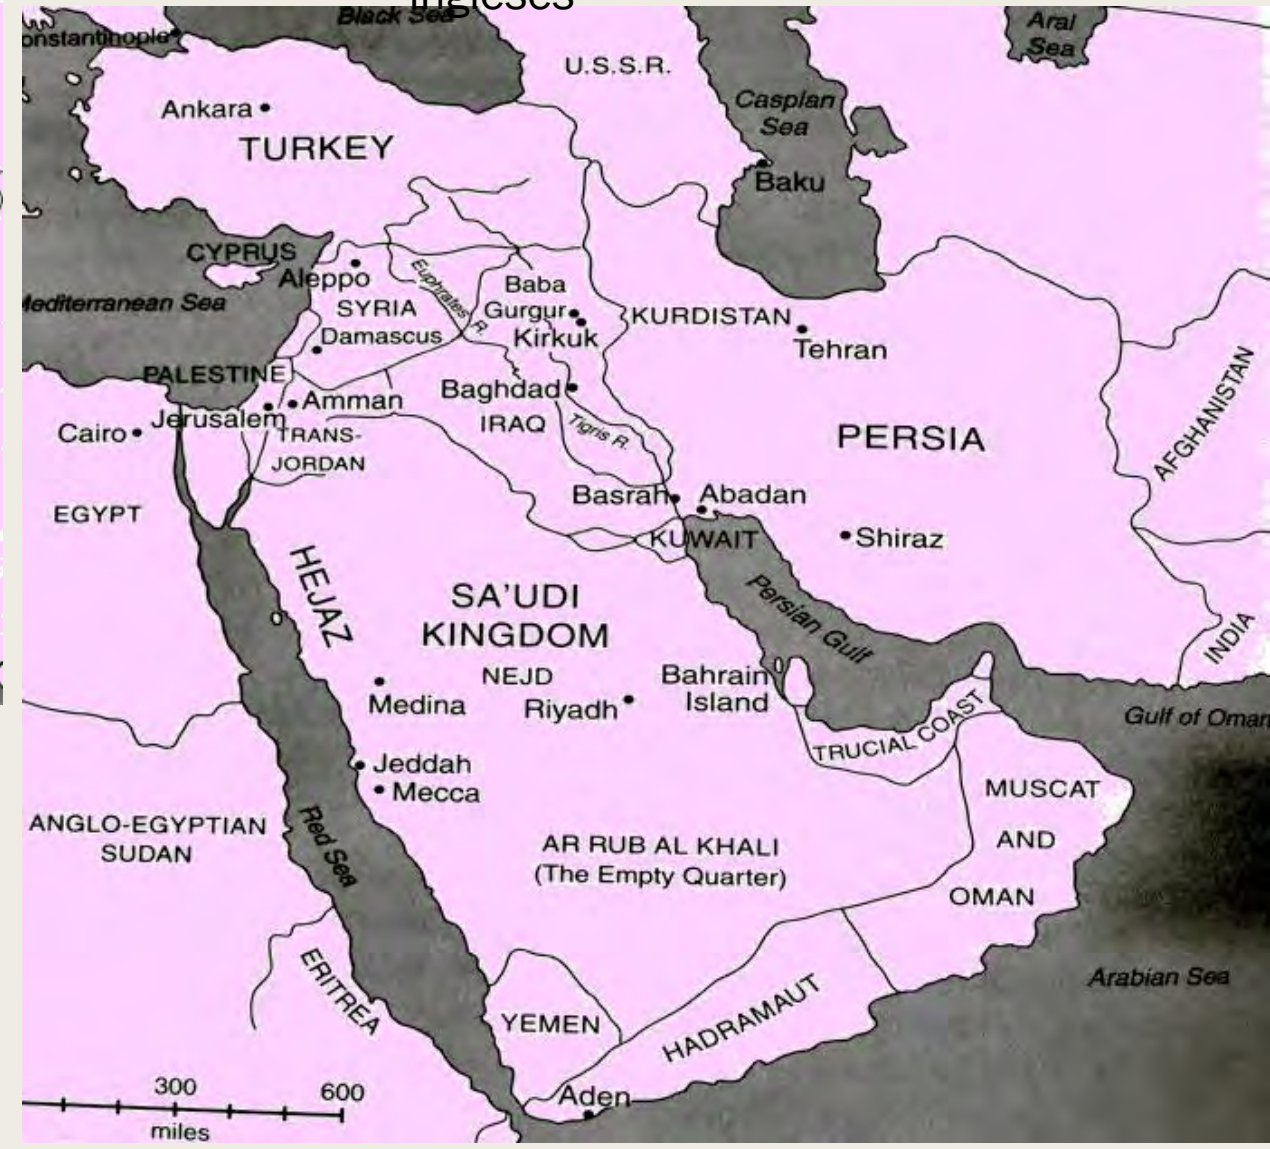 ingleses
Black Sea
onstantinople
Aral
Sea
U.S.S.R.
Caspian
Sea
Ankara
TURKEY
Baku
CYPRUS
Aleppo
Euphrates R.
Baba
Gurgur
Kirkuk
SYRIA
Mediterranean Sea
KURDISTAN
Damascus
Tehran
PALESTINE
Baghdad
Amman
Jerusalem
IRAQ
Tigris R.
Cairo
TRANS-
JORDAN
PERSIA
AFGHANISTAN
Basrah
Abadan
EGYPT
KUWAIT
Shiraz
HEJAZ
SA'UDI
KINGDOM
Persian Gulf
INDIA
NEJD
Bahrain
Island
Medina
Riyadh
Gulf of Oman
TRUCIAL COAST
Jeddah
Mecca
MUSCAT
AND
OMAN
ANGLO-EGYPTIAN
SUDAN
Red Sea
AR RUB AL KHALI
(The Empty Quarter)
ERITREA
Arabian Sea
YEMEN
HADRAMAUT
Aden
300
600
miles